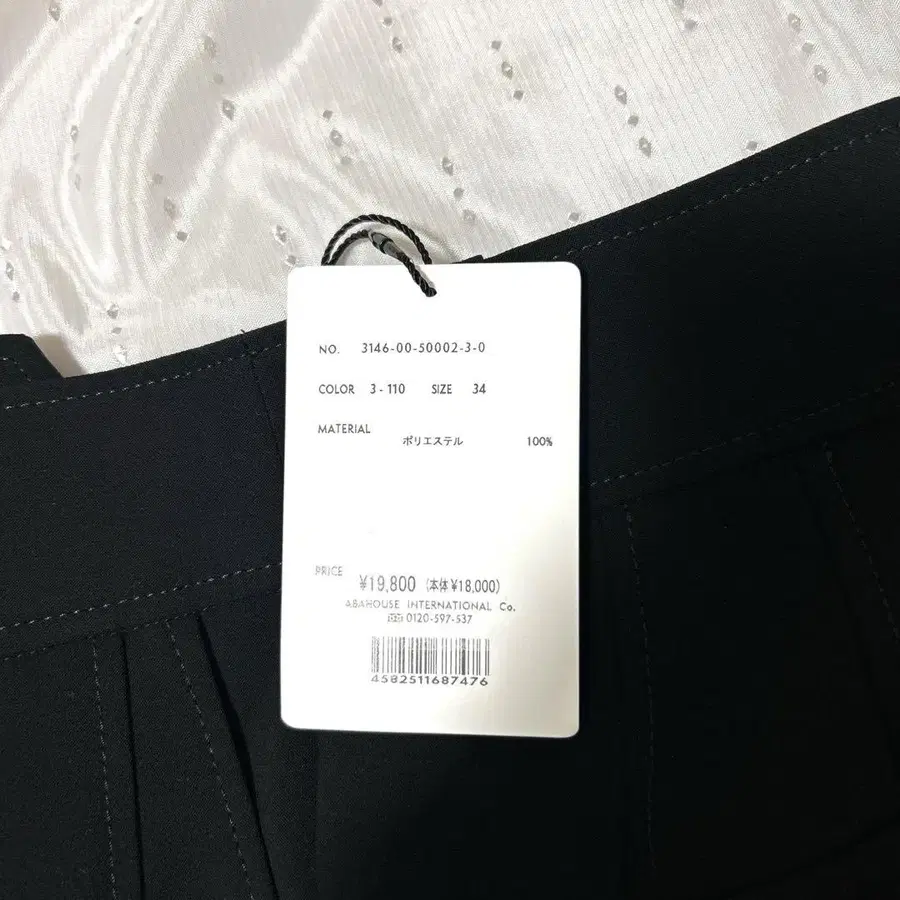 NO. 3146-00-50002-3-0
COLOR 3-110 SIZE 34
MATERIAL
ポリエステル 100%
PRICE ¥19,800 (本体¥18,000)
ABAHOUSE INTERNATIONAL Co.
0120-597-537
4582511687476